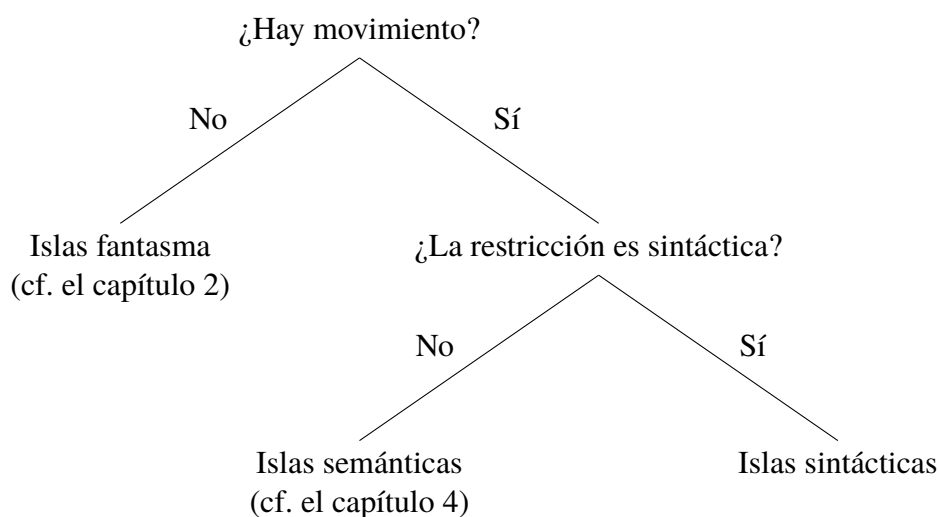 ¿Hay movimiento?
No
Sí
Islas fantasma
(cf. el capítulo 2)
¿La restricción es sintáctica?
No
Sí
Islas semánticas
(cf. el capítulo 4)
Islas sintácticas